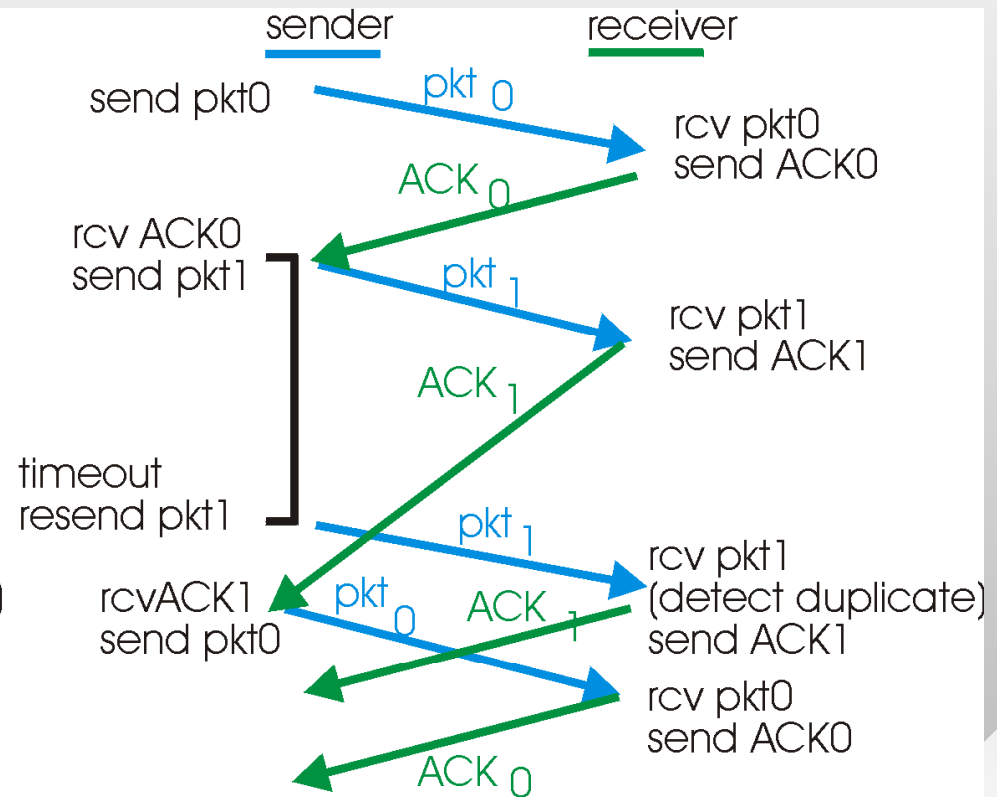 sender
receiver
send pkt0
pkt 0
rcv pkt0
send ACK0
ACK 0
rcv ACK0
send pkt1
pkt 1
rcv pkt1
send ACK1
ACK 1
timeout
resend pkt1
pkt 1
rcv pkt1
(detect duplicate)
send ACK1
)
rcvACK1
send pkt0
pkt 0
ACK 1
rcv pkt0
send ACK0
ACK 0